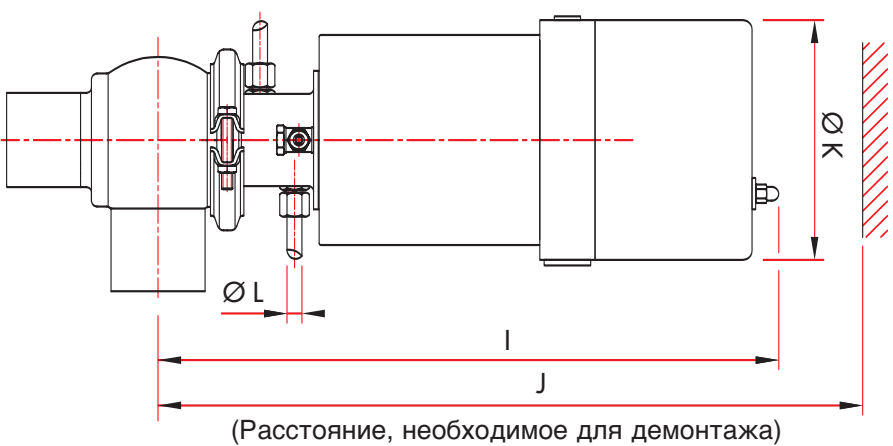 Ø K
Ø L
I
J
(Расстояние, необходимое для демонтажа)